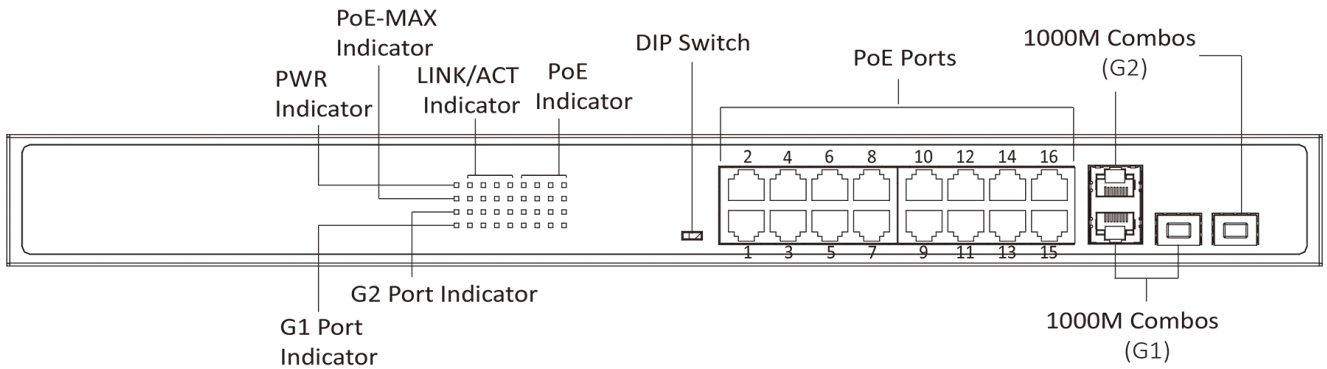 PoE-MAX
Indicator
PWR
Indicator
LINK/ACT
Indicator
PoE
Indicator
DIP Switch
PoE Ports
1000M Combos
(G2)
2 4 6 8 10 12 14 16
1 3 5 7 9 11 13 15
G2 Port Indicator
G1 Port
Indicator
1000M Combos
(G1)